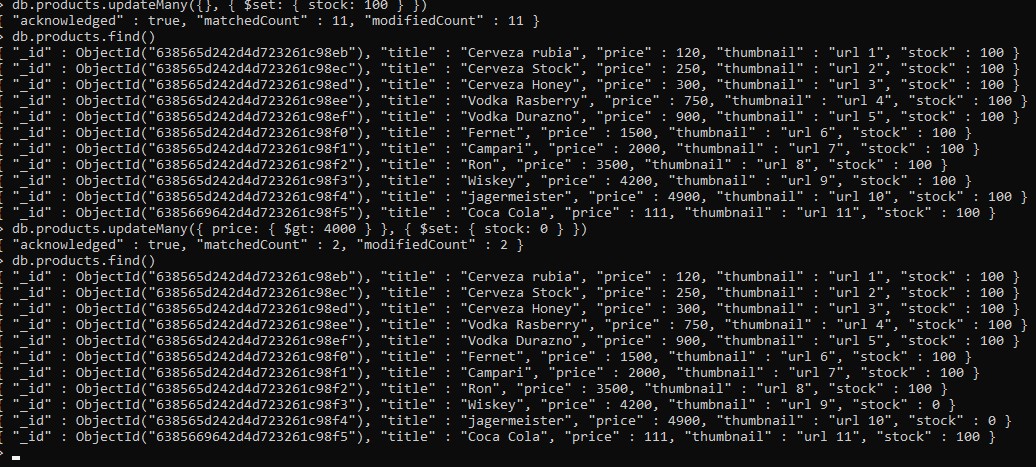 > db.products.updateMany({}, { $set: { stock: 100 } })
{ "acknowledged" : true, "matchedCount" : 11, "modifiedCount" : 11 }
> db.products.find()
{ "_id" : ObjectId("638565d242d4d723261c98eb"), "title" : "Cerveza rubia", "price" : 120, "thumbnail" : "url 1", "stock" : 100 }
{ "_id" : ObjectId("638565d242d4d723261c98ec"), "title" : "Cerveza Stock", "price" : 250, "thumbnail" : "url 2", "stock" : 100 }
{ "_id" : ObjectId("638565d242d4d723261c98ed"), "title" : "Cerveza Honey", "price" : 300, "thumbnail" : "url 3", "stock" : 100 }
{ "_id" : ObjectId("638565d242d4d723261c98ee"), "title" : "Vodka Rasberry", "price" : 750, "thumbnail" : "url 4", "stock" : 100 }
{ "_id" : ObjectId("638565d242d4d723261c98ef"), "title" : "Vodka Durazno", "price" : 900, "thumbnail" : "url 5", "stock" : 100 }
{ "_id" : ObjectId("638565d242d4d723261c98f0"), "title" : "Fernet", "price" : 1500, "thumbnail" : "url 6", "stock" : 100 }
{ "_id" : ObjectId("638565d242d4d723261c98f1"), "title" : "Campari", "price" : 2000, "thumbnail" : "url 7", "stock" : 100 }
{ "_id" : ObjectId("638565d242d4d723261c98f2"), "title" : "Ron", "price" : 3500, "thumbnail" : "url 8", "stock" : 100 }
{ "_id" : ObjectId("638565d242d4d723261c98f3"), "title" : "Wiskey", "price" : 4200, "thumbnail" : "url 9", "stock" : 100 }
{ "_id" : ObjectId("638565d242d4d723261c98f4"), "title" : "jagermeister", "price" : 4900, "thumbnail" : "url 10", "stock" : 100 }
{ "_id" : ObjectId("6385669642d4d723261c98f5"), "title" : "Coca Cola", "price" : 111, "thumbnail" : "url 11", "stock" : 100 }
> db.products.updateMany({ price: { $gt: 4000 } }, { $set: { stock: 0 } })
{ "acknowledged" : true, "matchedCount" : 2, "modifiedCount" : 2 }
> db.products.find()
{ "_id" : ObjectId("638565d242d4d723261c98eb"), "title" : "Cerveza rubia", "price" : 120, "thumbnail" : "url 1", "stock" : 100 }
{ "_id" : ObjectId("638565d242d4d723261c98ec"), "title" : "Cerveza Stock", "price" : 250, "thumbnail" : "url 2", "stock" : 100 }
{ "_id" : ObjectId("638565d242d4d723261c98ed"), "title" : "Cerveza Honey", "price" : 300, "thumbnail" : "url 3", "stock" : 100 }
{ "_id" : ObjectId("638565d242d4d723261c98ee"), "title" : "Vodka Rasberry", "price" : 750, "thumbnail" : "url 4", "stock" : 100 }
{ "_id" : ObjectId("638565d242d4d723261c98ef"), "title" : "Vodka Durazno", "price" : 900, "thumbnail" : "url 5", "stock" : 100 }
{ "_id" : ObjectId("638565d242d4d723261c98f0"), "title" : "Fernet", "price" : 1500, "thumbnail" : "url 6", "stock" : 100 }
{ "_id" : ObjectId("638565d242d4d723261c98f1"), "title" : "Campari", "price" : 2000, "thumbnail" : "url 7", "stock" : 100 }
{ "_id" : ObjectId("638565d242d4d723261c98f2"), "title" : "Ron", "price" : 3500, "thumbnail" : "url 8", "stock" : 100 }
{ "_id" : ObjectId("638565d242d4d723261c98f3"), "title" : "Wiskey", "price" : 4200, "thumbnail" : "url 9", "stock" : 0 }
{ "_id" : ObjectId("638565d242d4d723261c98f4"), "title" : "jagermeister", "price" : 4900, "thumbnail" : "url 10", "stock" : 0 }
{ "_id" : ObjectId("6385669642d4d723261c98f5"), "title" : "Coca Cola", "price" : 111, "thumbnail" : "url 11", "stock" : 100 }
>